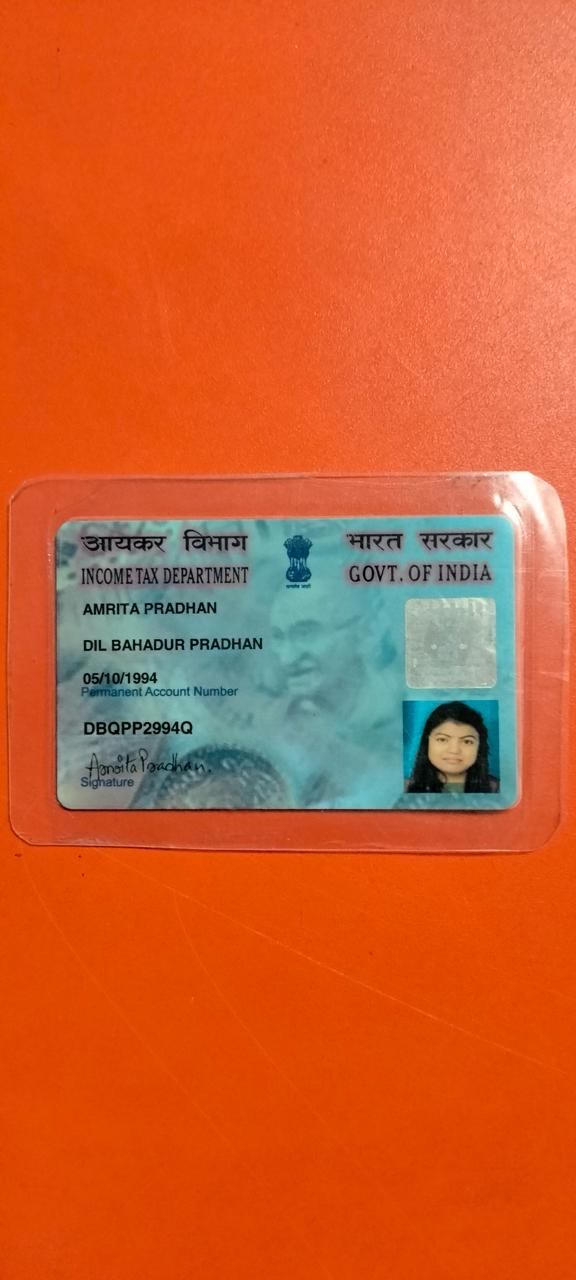 आयकर विभाग
INCOME TAX DEPARTMENT
भारत सरकार
GOVT. OF INDIA
AMRITA PRADHAN
DIL BAHADUR PRADHAN
05/10/1994
Permanent Account Number
DBQPP2994Q
Amrita Pradhan.
Signature